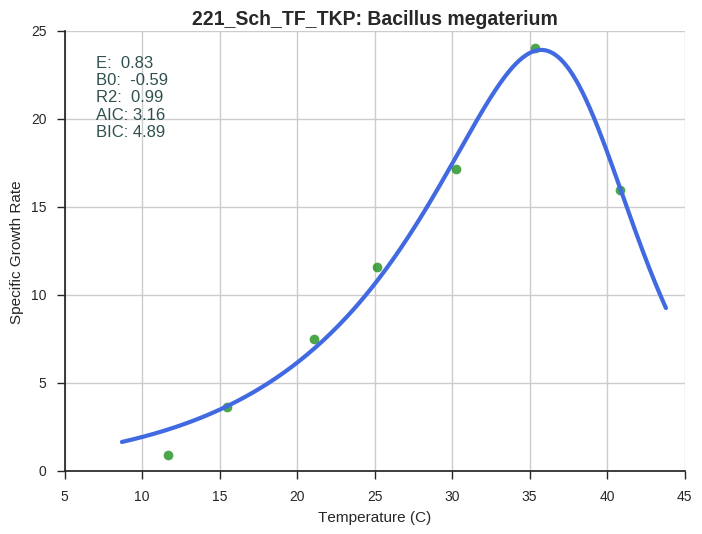 221_Sch_TF_TKP: Bacillus megaterium
25
E:  0.83
B0:  -0.59
R2:  0.99
AIC: 3.16
BIC: 4.89
20
15
10
5
0
Specific Growth Rate
5 10 15 20 25 30 35 40 45
Temperature (C)